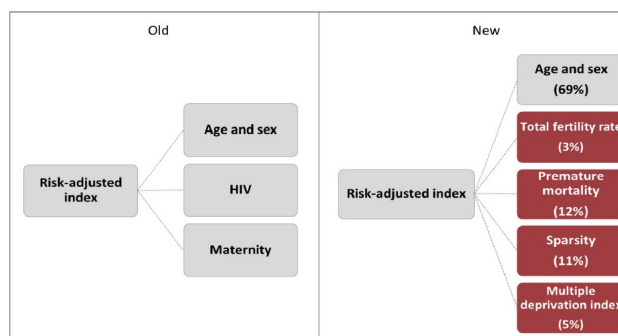 Old
Risk-adjusted
index
Age and sex
HIV
Maternity
New
Risk-adjusted index
Age and sex
(69%)
Total fertility rate
(3%)
Premature
mortality
(12%)
Sparsity
(11%)
Multiple
deprivation index
(5%)